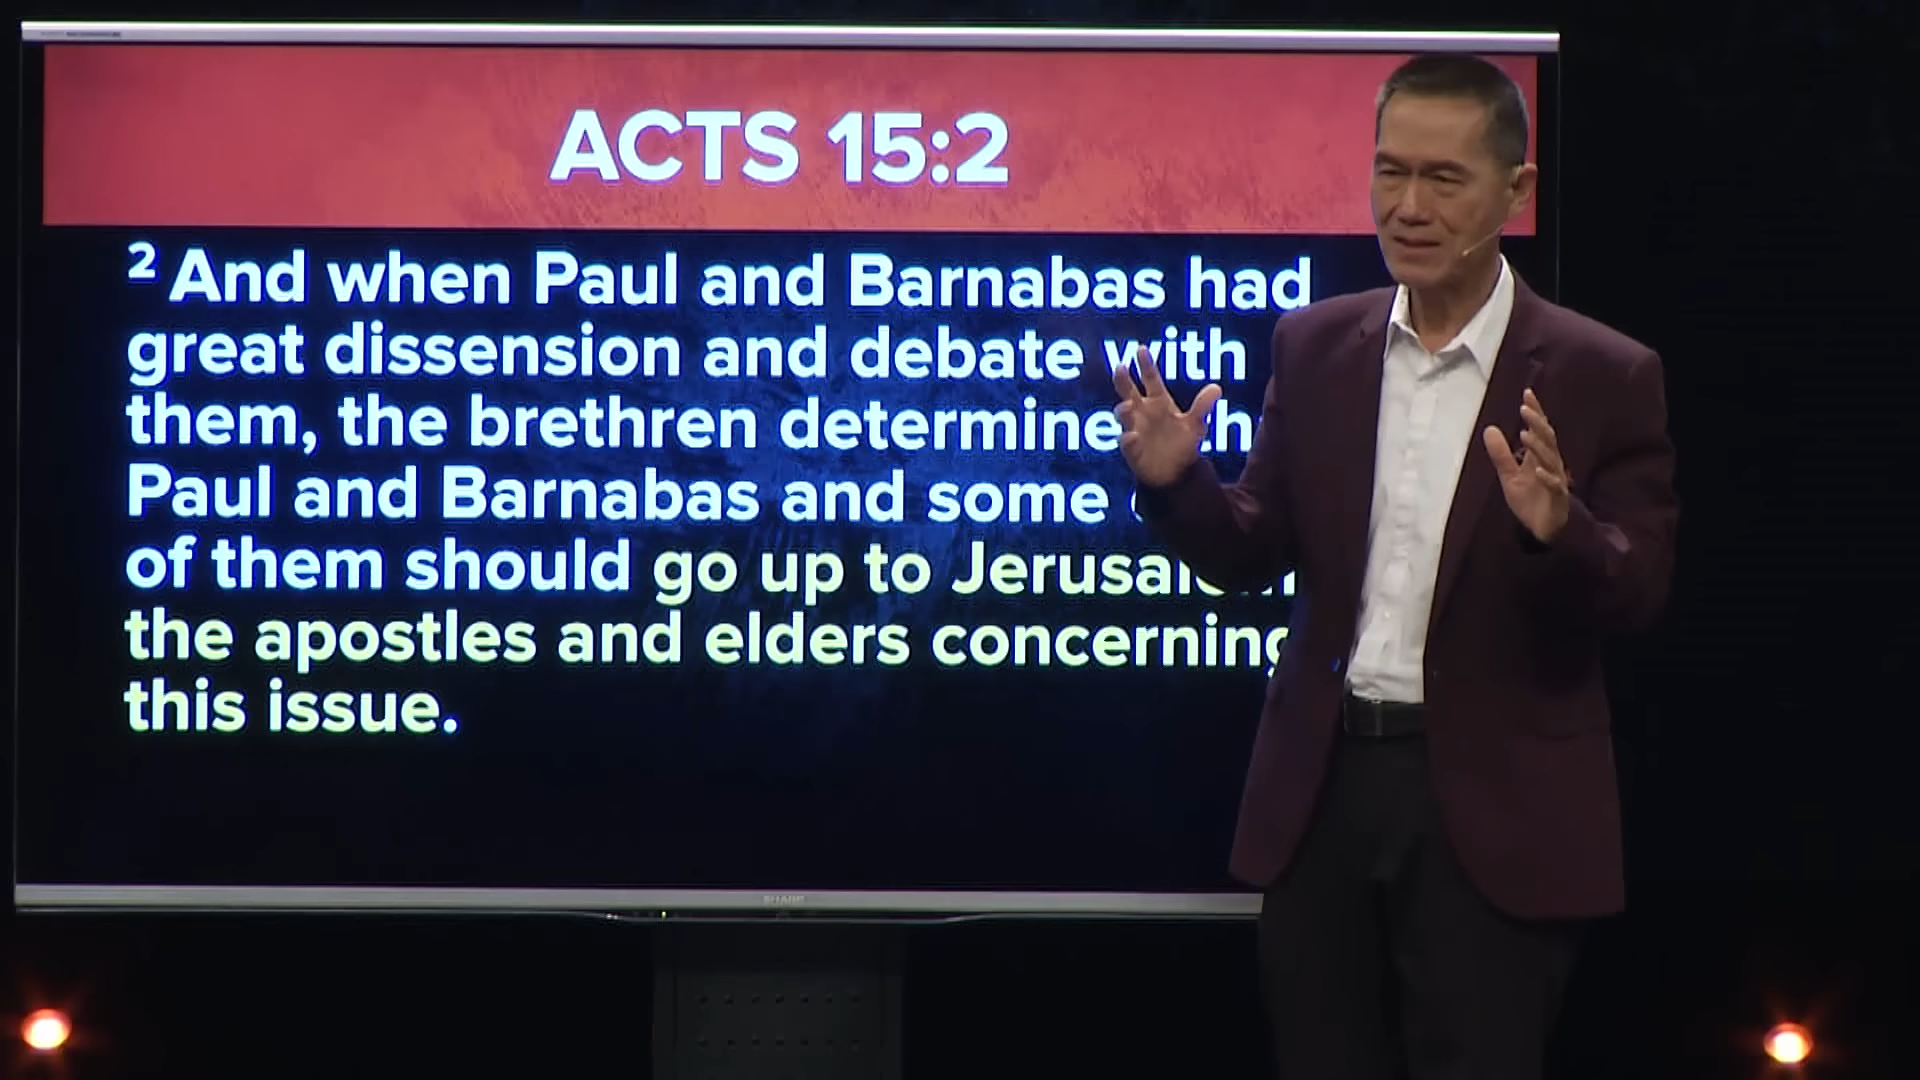 ACTS 15:2
2 And when Paul and Barnabas had
great dissension and debate with
them, the brethren
Paul and Barnabas and some
of them should go up to
the apostles and elders concerning
this issue.
SHARP